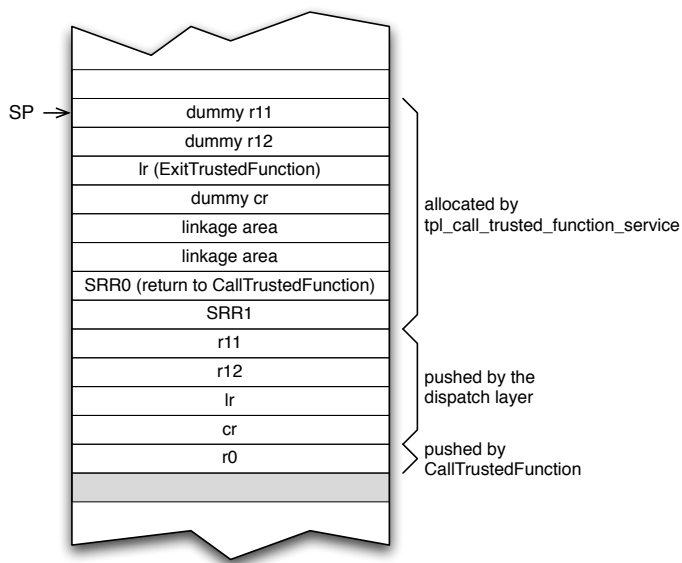 SP
dummy r11
dummy r12
lr (ExitTrustedFunction)
dummy cr
linkage area
linkage area
SRR0 (return to CallTrustedFunction)
SRR1
r11
r12
lr
cr
r0
allocated by
tpl_call_trusted_function_service
pushed by the
dispatch layer
pushed by
CallTrustedFunction